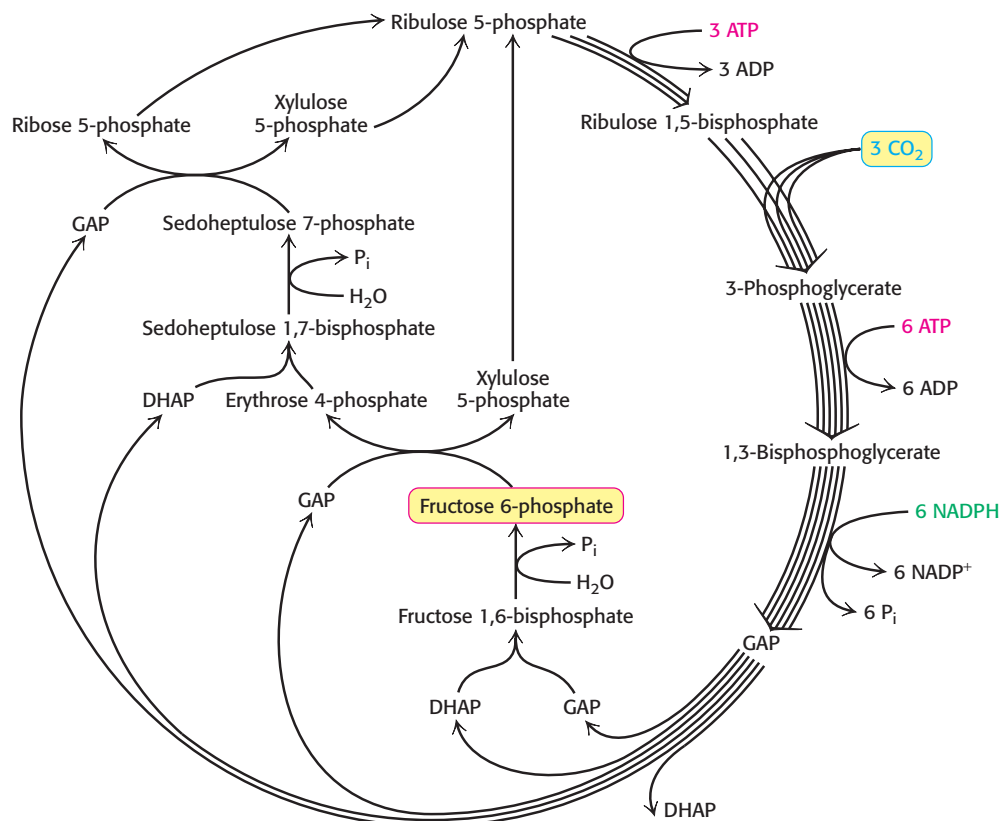 Ribulose 5-phosphate
3 ATP
3 ADP
Ribose 5-phosphate
Xylulose
5-phosphate
Ribulose 1,5-bisphosphate
3 CO₂
GAP
Sedoheptulose 7-phosphate
Pᵢ
H₂O
3-Phosphoglycerate
Sedoheptulose 1,7-bisphosphate
6 ATP
6 ADP
DHAP
Erythrose 4-phosphate
Xylulose
5-phosphate
1,3-Bisphosphoglycerate
GAP
Fructose 6-phosphate
6 NADPH
Pᵢ
H₂O
6 NADP⁺
6 Pᵢ
Fructose 1,6-bisphosphate
GAP
DHAP
GAP
DHAP